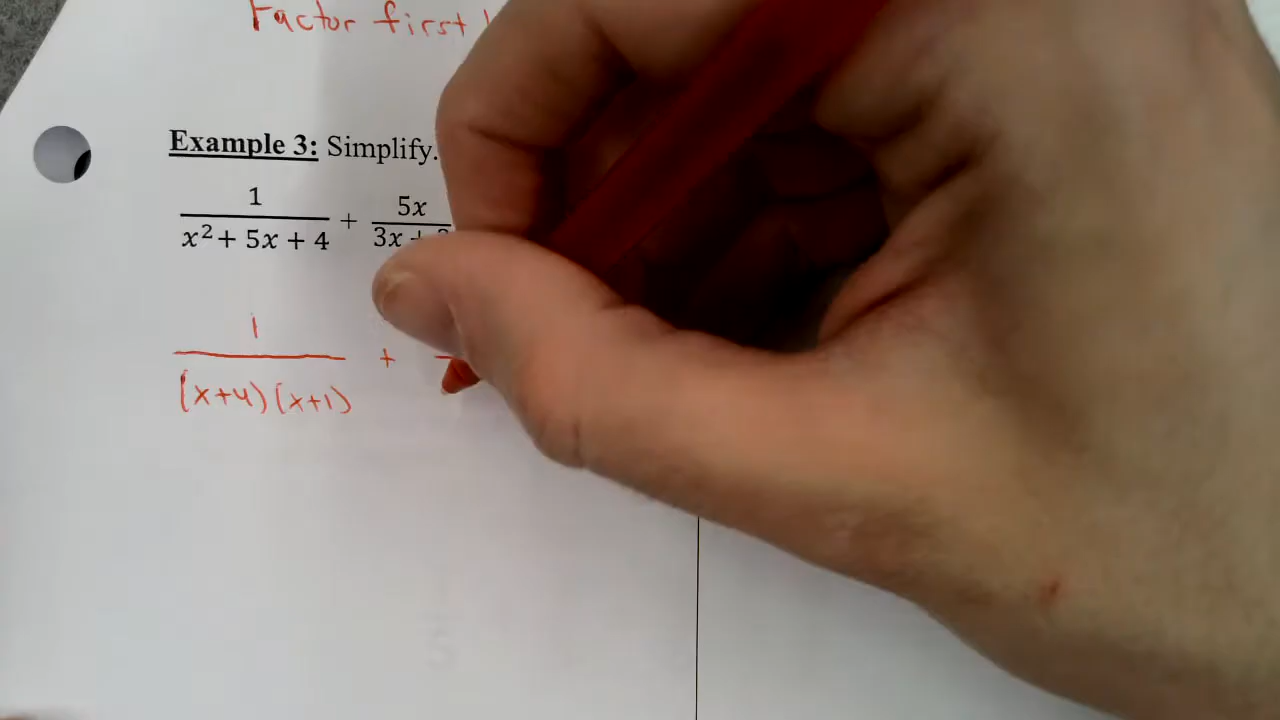 Factor first
Example 3: Simplify.
1 5x
+
x²+ 5x + 4 3x +
1
+
(x+4)(x+1)